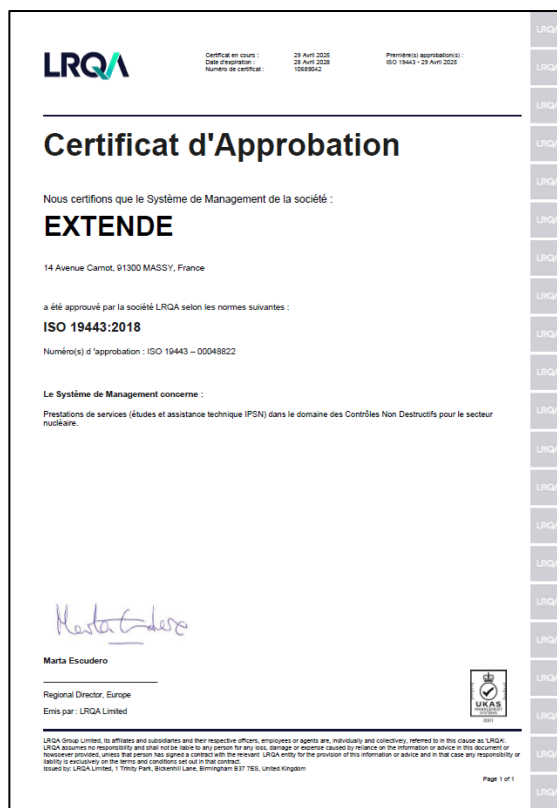 LRQA
Certificat en cours : 29 Avril 2025
Date d'expiration : 28 Avril 2028
Numéro de certificat : 10689042
Première(s) approbation(s) :
ISO 19443 - 29 Avril 2025
Certificat d'Approbation
Nous certifions que le Système de Management de la société :
EXTENDE
14 Avenue Carnot, 91300 MASSY, France
a été approuvé par la société LRQA selon les normes suivantes :
ISO 19443:2018
Numéro(s) d 'approbation : ISO 19443 – 00048822
Le Système de Management concerne :
Prestations de services (études et assistance technique IPSN) dans le domaine des Contrôles Non Destructifs pour le secteur
nucléaire.
Marta Escudero
Regional Director, Europe
Emis par : LRQA Limited
UKAS
MANAGEMENT
SYSTEMS
0001
LRQA Group Limited, its affiliates and subsidiaries and their respective officers, employees or agents are, individually and collectively, referred to in this clause as 'LRQA'.
LRQA assumes no responsibility and shall not be liable to any person for any loss, damage or expense caused by reliance on the information or advice in this document or
howsoever provided, unless that person has signed a contract with the relevant LRQA entity for the provision of this information or advice and in that case any responsibility or
liability is exclusively on the terms and conditions set out in that contract.
Issued by: LRQA Limited, 1 Trinity Park, Bickenhill Lane, Birmingham B37 7ES, United Kingdom
Page 1 of 1